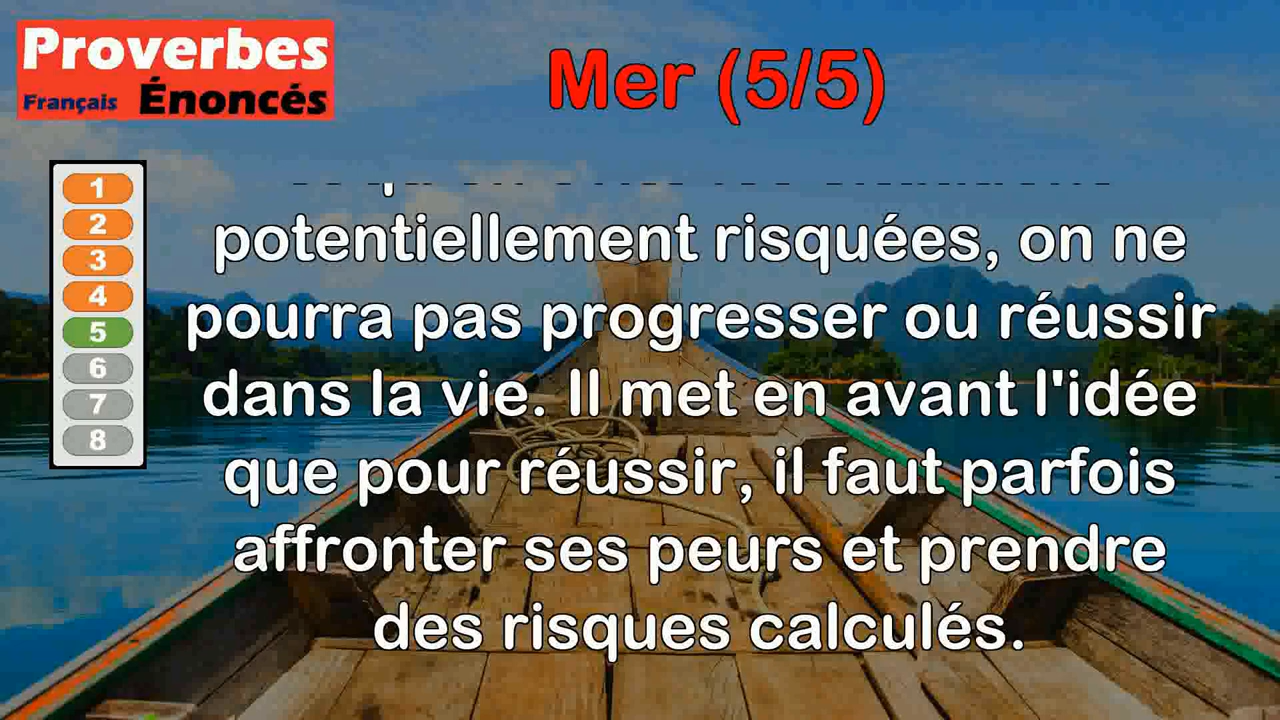 Proverbes
Français Énoncés
Mer (5/5)
1
2
3
4
5
6
7
8
potentiellement risquées, on ne
pourra pas progresser ou réussir
dans la vie. Il met en avant l'idée
que pour réussir, il faut parfois
affronter ses peurs et prendre
des risques calculés.